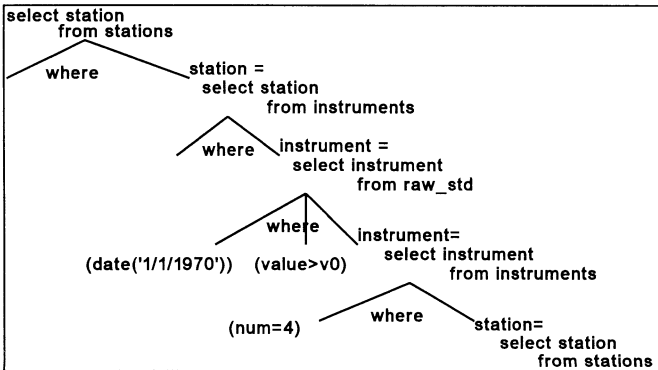 select station
from stations
where
station =
select station
from instruments
where
instrument =
select instrument
from raw_std
where
(date('1/1/1970'))
(value>v0)
instrument=
select instrument
from instruments
where
(num=4)
station=
select station
from stations